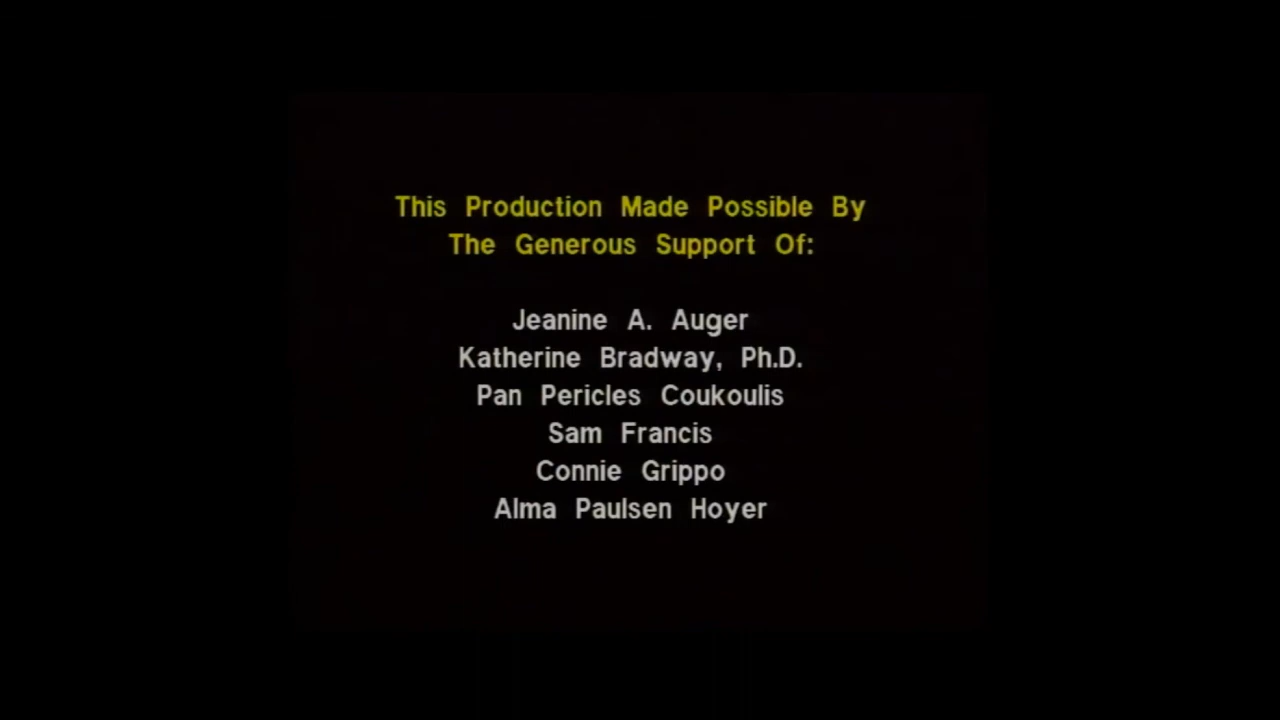 This Production Made Possible By
The Generous Support Of:
Jeanine A. Auger
Katherine Bradway, Ph.D.
Pan Pericles Coukoulis
Sam Francis
Connie Grippo
Alma Paulsen Hoyer